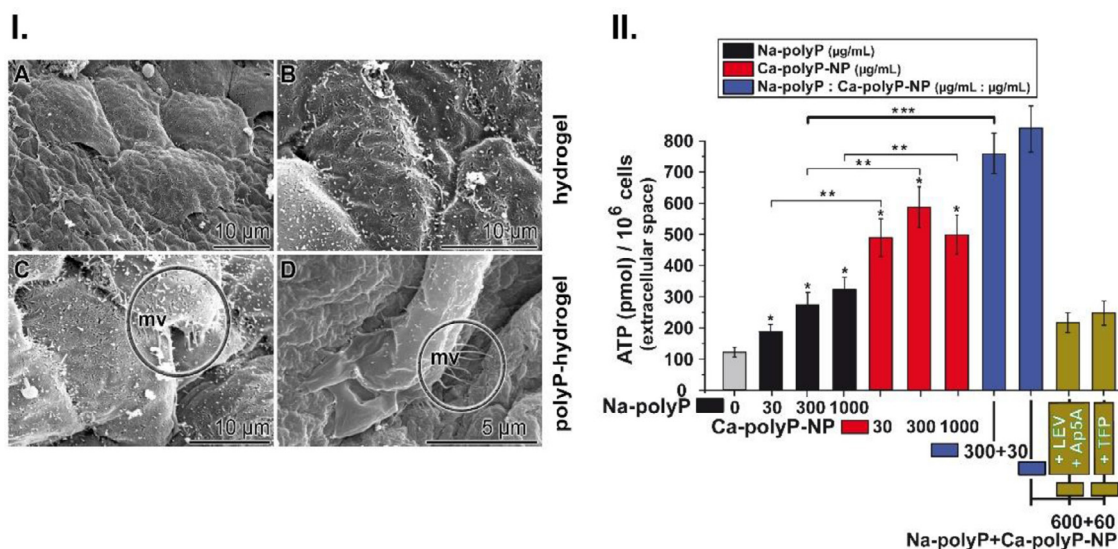 I.
A
10 µm
B
10 µm
hydrogel
C
mv
10 µm
D
mv
5 µm
polyP-hydrogel
II.
Na-polyP (µg/mL)
Ca-polyP-NP (µg/mL)
Na-polyP : Ca-polyP-NP (µg/mL : µg/mL)
ATP (pmol) / 10⁶ cells
(extracellular space)
800
700
600
500
400
300
200
100
0
***
**
**
**
*
*
*
*
*
*
Na-polyP 0 30 300 1000
Ca-polyP-NP 30 300 1000
300+30
+ LEV
+ Ap5A
+ TFP
600+60
Na-polyP+Ca-polyP-NP